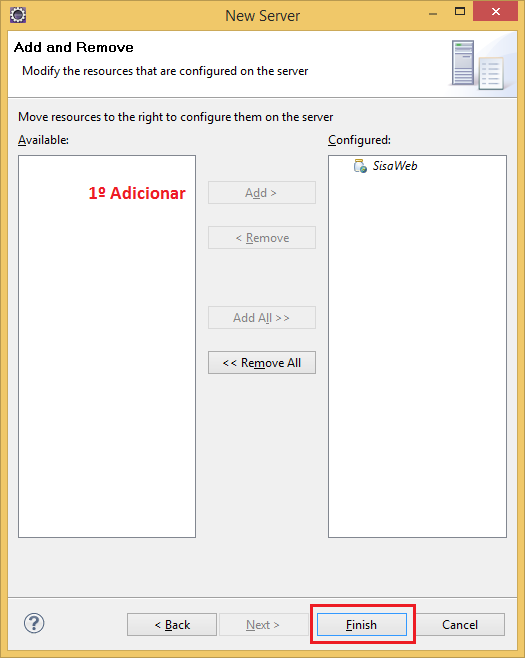 New Server
Add and Remove
Modify the resources that are configured on the server
Move resources to the right to configure them on the server
Available:
Configured:
1º Adicionar
SisaWeb
Add >
< Remove
Add All >>
<< Remove All
?
< Back
Next >
Finish
Cancel